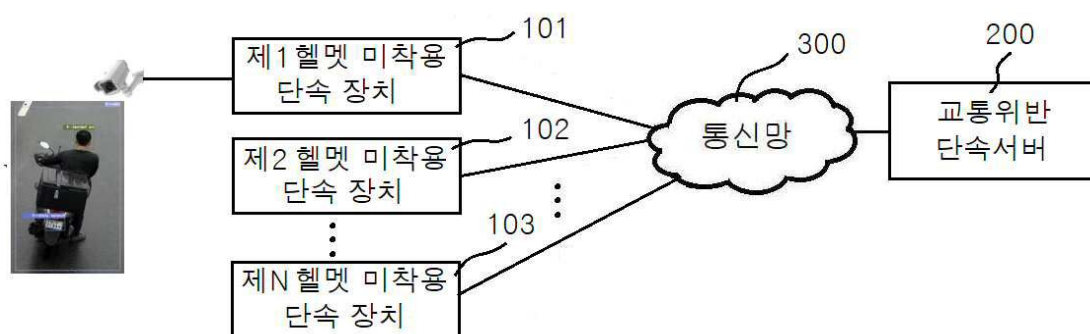 제1헬멧 미착용
단속 장치
101
제2헬멧 미착용
단속 장치
102
제N헬멧 미착용
단속 장치
103
통신망
300
교통위반
단속서버
200